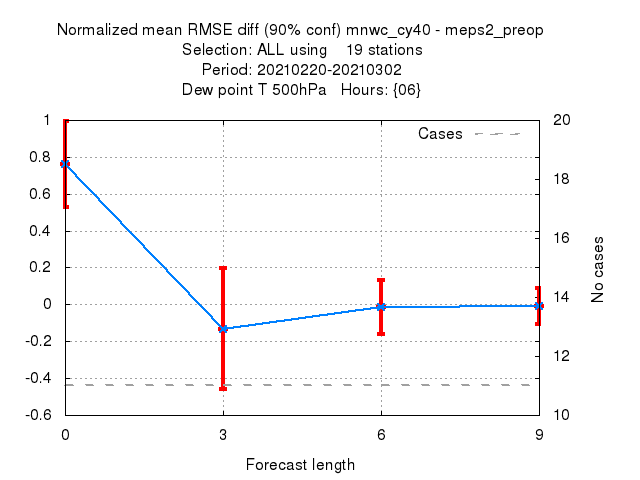 Normalized mean RMSE diff (90% conf) mnwc_cy40 - meps2_preop
Selection: ALL using    19 stations
Period: 20210220-20210302
Dew point T 500hPa   Hours: {06}
Cases
1
0.8
0.6
0.4
0.2
0
-0.2
-0.4
-0.6
20
18
16
14
12
10
No cases
0 3 6 9
Forecast length